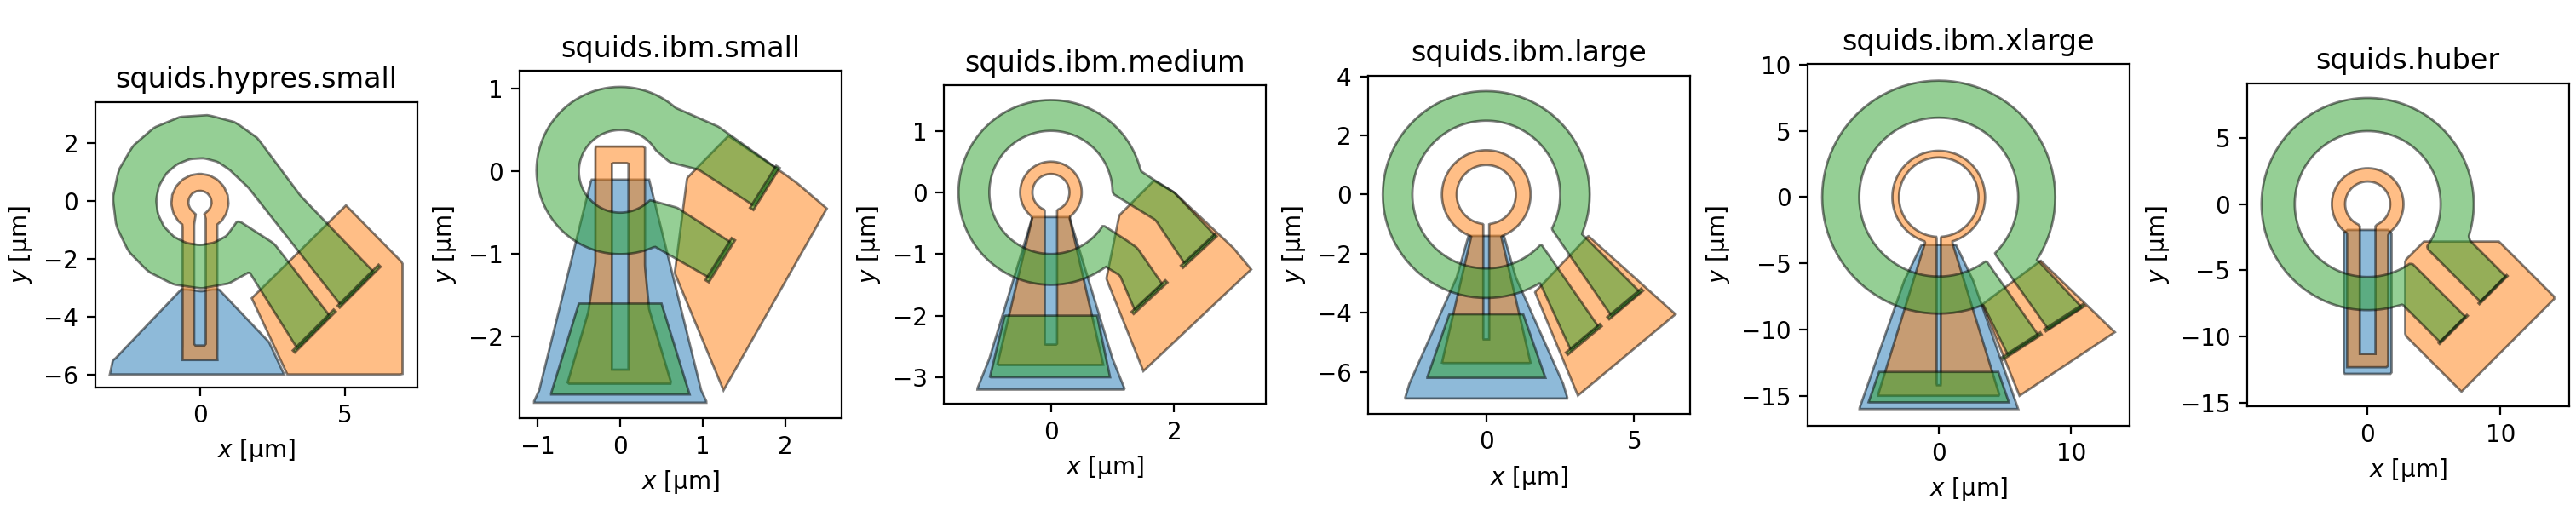 squids.hypres.small
2
0
−2
−4
−6
y [μm]
0
5
x [μm]
squids.ibm.small
1
0
−1
−2
y [μm]
−1
0
1
2
x [μm]
squids.ibm.medium
1
0
−1
−2
−3
y [μm]
0
2
x [μm]
squids.ibm.large
4
2
0
−2
−4
−6
y [μm]
0
5
x [μm]
squids.ibm.xlarge
10
5
0
−5
−10
−15
y [μm]
0
10
x [μm]
squids.huber
5
0
−5
−10
−15
y [μm]
0
10
x [μm]